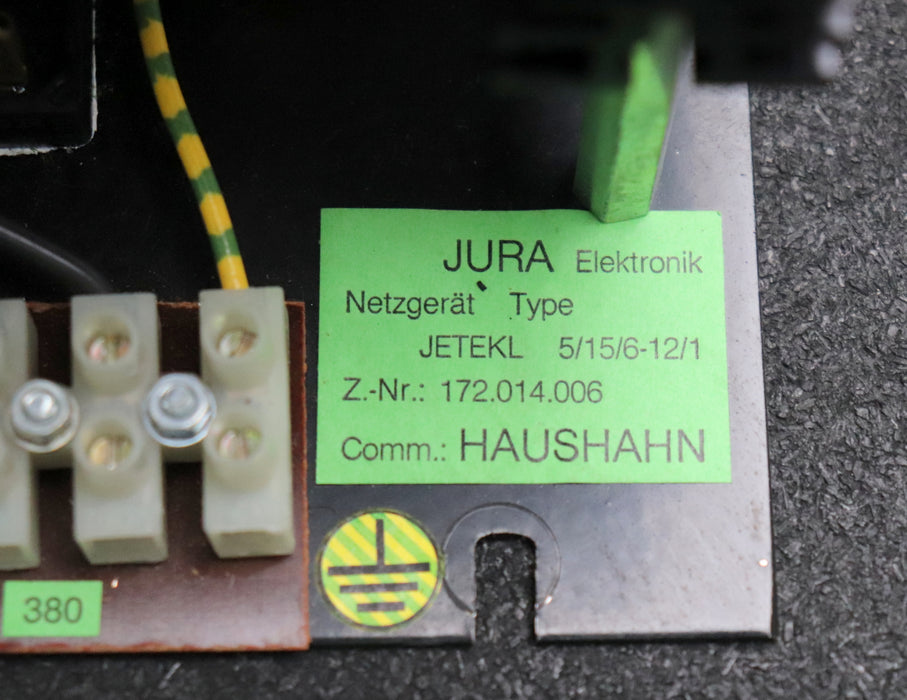 JURA Elektronik
Netzgerät Type
JETEKL 5/15/6-12/1
Z.-Nr.: 172.014.006
Comm.: HAUSHAHN
380